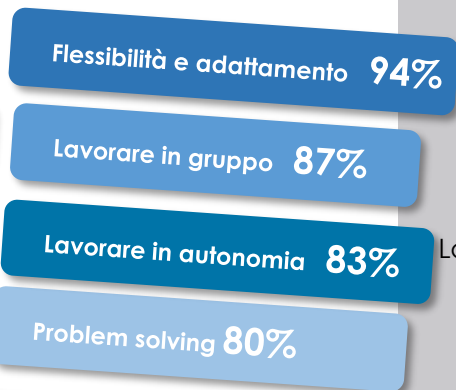 Flessibilità e adattamento 94%
Lavorare in gruppo 87%
Lavorare in autonomia 83%
Problem solving 80%